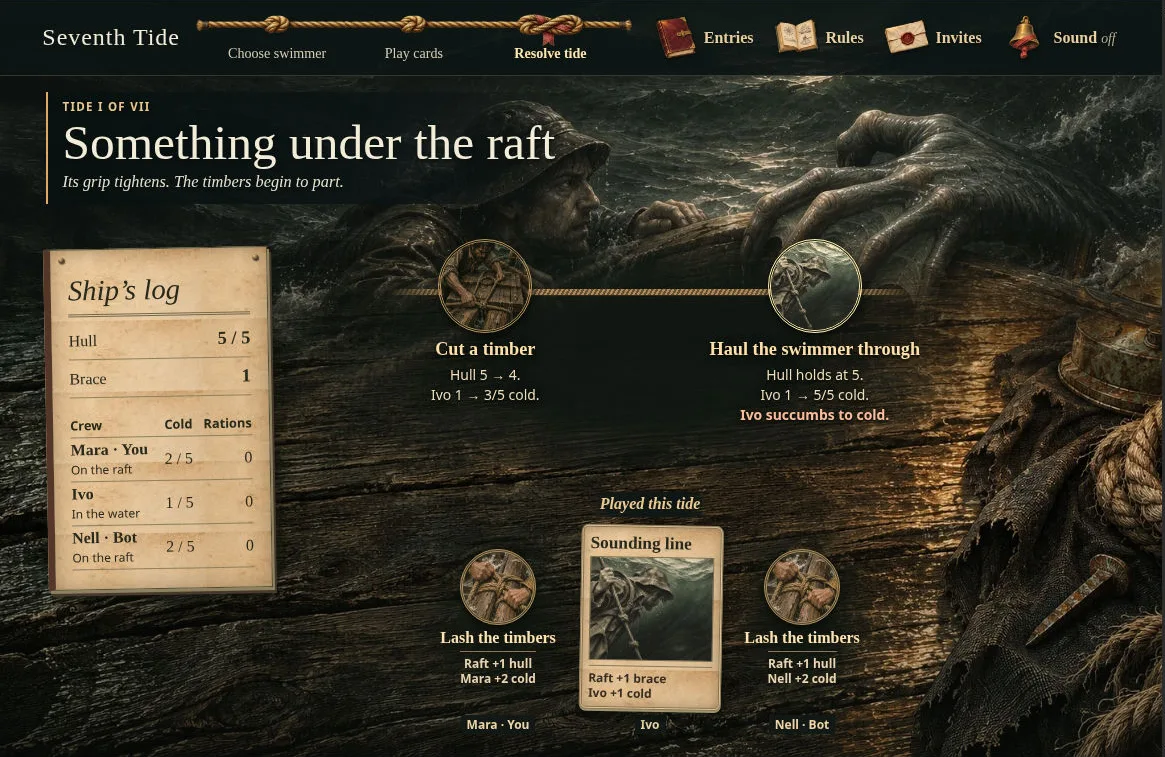 Seventh Tide
Choose swimmer
Play cards
Resolve tide
Entries
Rules
Invites
Sound off
TIDE I OF VII
Something under the raft
Its grip tightens. The timbers begin to part.
Ship’s log
Hull 5 / 5
Brace 1
Crew Cold Rations
Mara · You
On the raft
2 / 5 0
Ivo
In the water
1 / 5 0
Nell · Bot
On the raft
2 / 5 0
Cut a timber
Hull 5 → 4.
Ivo 1 → 3/5 cold.
Haul the swimmer through
Hull holds at 5.
Ivo 1 → 5/5 cold.
Ivo succumbs to cold.
Played this tide
Lash the timbers
Raft +1 hull
Mara +2 cold
Mara · You
Sounding line
Raft +1 brace
Ivo +1 cold
Ivo
Lash the timbers
Raft +1 hull
Nell +2 cold
Nell · Bot